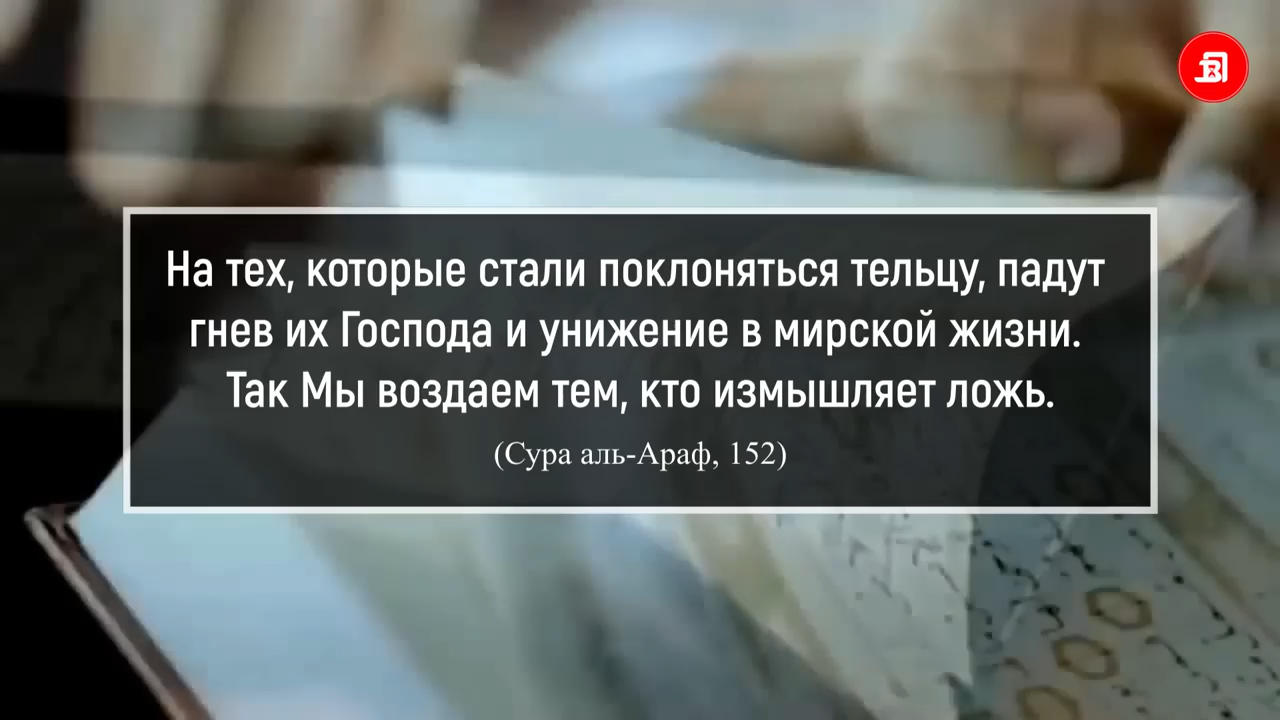 На тех, которые стали поклоняться тельцу, падут
гнев их Господа и унижение в мирской жизни.
Так Мы воздаем тем, кто измышляет ложь.
(Сура аль-Араф, 152)